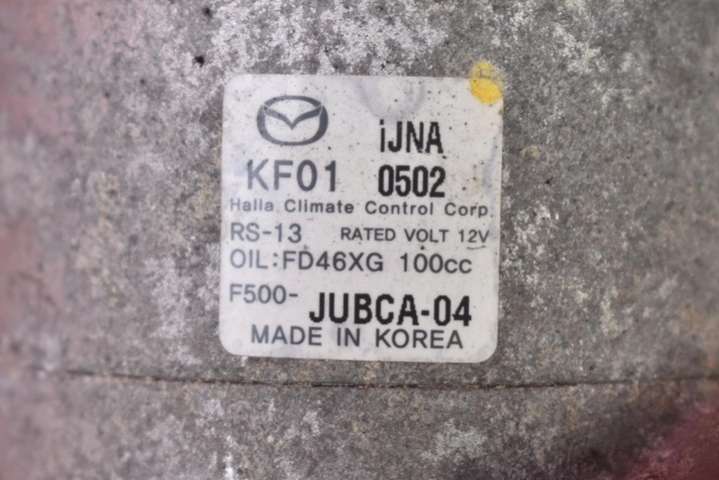 iJNA
KF01 0502
Halla Climate Control Corp.
RS-13 RATED VOLT 12V
OIL:FD46XG 100cc
F500-JUBCA-04
MADE IN KOREA